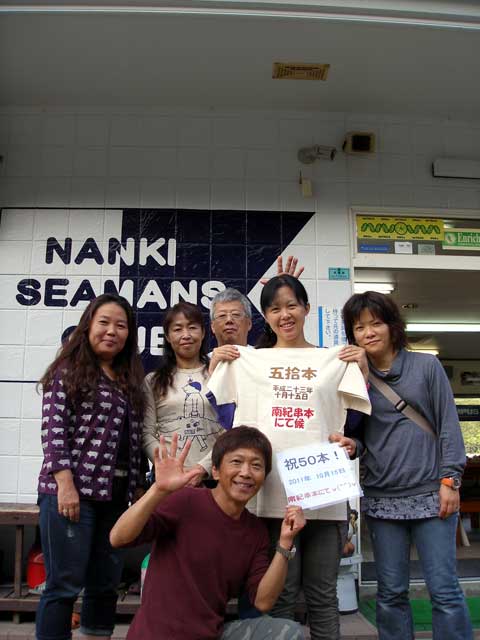 NANKI
SEAMANS
UB
Enrich
五拾本
平成二十三年
十月十五日
南紀串本
にて候
祝50本！
2011年 10月15日
南紀串本にて